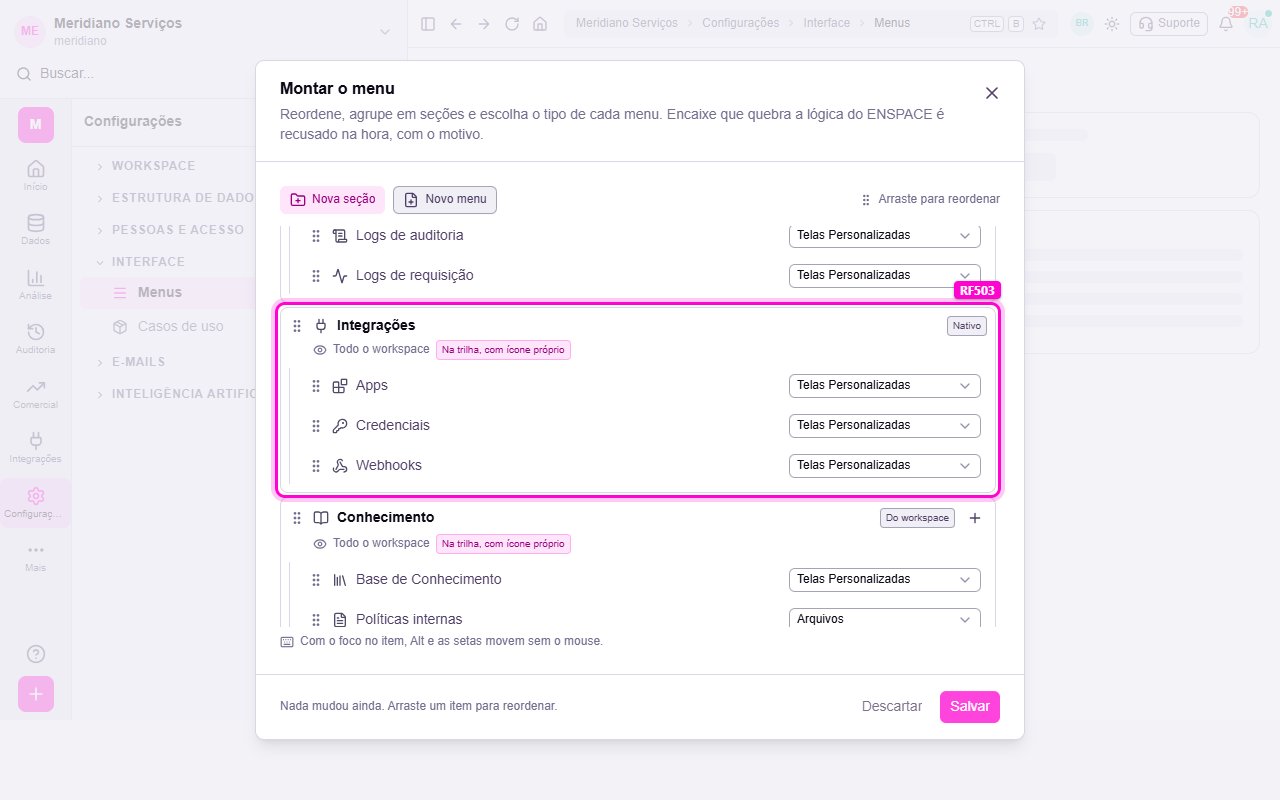 ME
Meridiano Serviços
meridiano
Meridiano Serviços
Configurações
Interface
Menus
CTRL
B
BR
Suporte
99+
RA
Buscar...
M
Início
Dados
Análise
Auditoria
Comercial
Integrações
Configuraç...
Mais
Configurações
WORKSPACE
ESTRUTURA DE DADO
PESSOAS E ACESSO
INTERFACE
Menus
Casos de uso
E-MAILS
INTELIGÊNCIA ARTIFIC
Montar o menu
Reordene, agrupe em seções e escolha o tipo de cada menu. Encaixe que quebra a lógica do ENSPACE é
recusado na hora, com o motivo.
Nova seção
Novo menu
Arraste para reordenar
Logs de auditoria
Telas Personalizadas
Logs de requisição
Telas Personalizadas
RF503
Integrações
Nativo
Todo o workspace
Na trilha, com ícone próprio
Apps
Telas Personalizadas
Credenciais
Telas Personalizadas
Webhooks
Telas Personalizadas
Conhecimento
Do workspace
Todo o workspace
Na trilha, com ícone próprio
Base de Conhecimento
Telas Personalizadas
Políticas internas
Arquivos
Com o foco no item, Alt e as setas movem sem o mouse.
Nada mudou ainda. Arraste um item para reordenar.
Descartar
Salvar